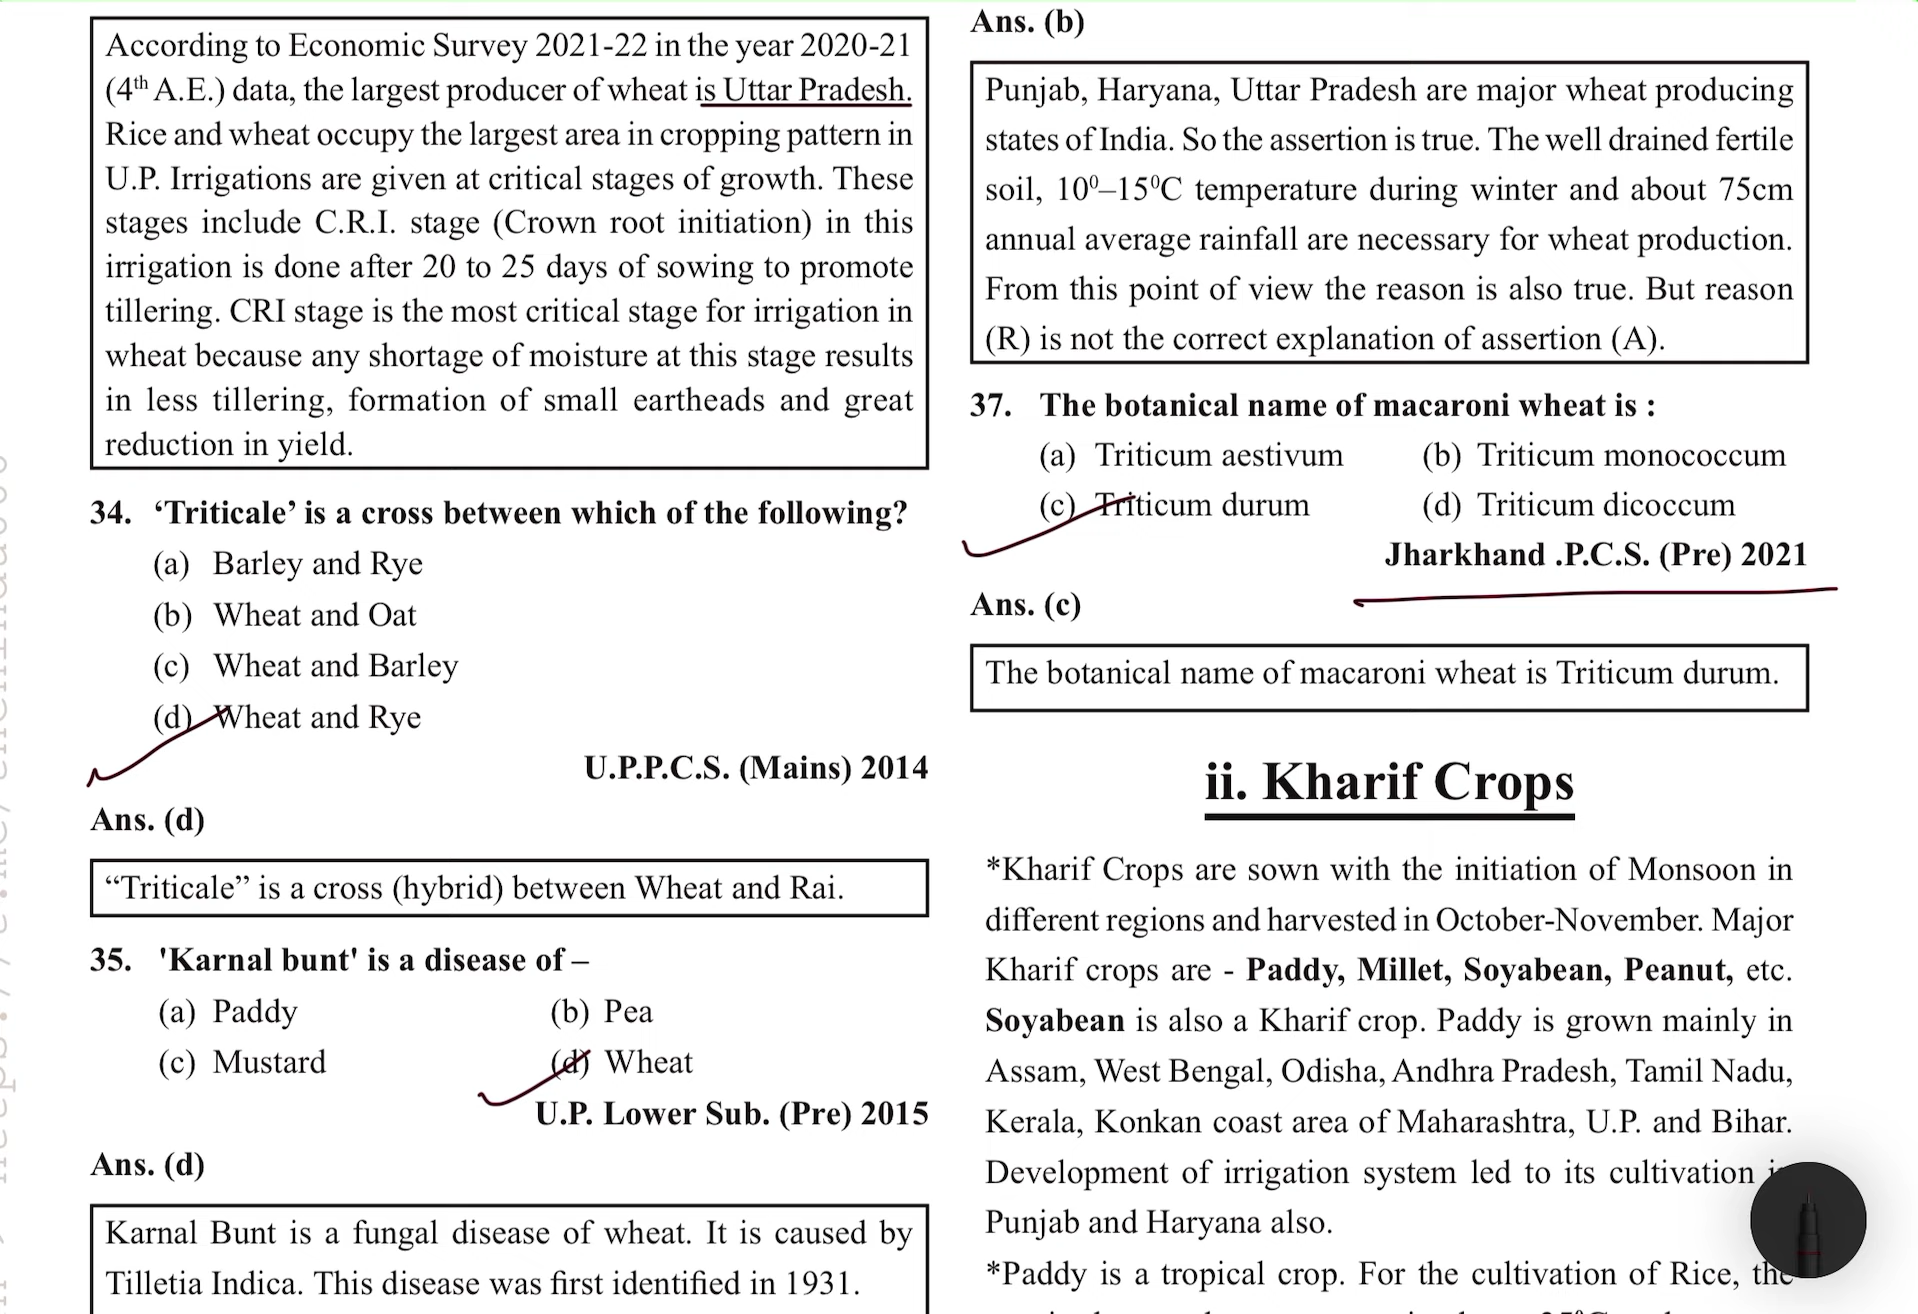 According to Economic Survey 2021-22 in the year 2020-21
(4th A.E.) data, the largest producer of wheat is Uttar Pradesh.
Rice and wheat occupy the largest area in cropping pattern in
U.P. Irrigations are given at critical stages of growth. These
stages include C.R.I. stage (Crown root initiation) in this
irrigation is done after 20 to 25 days of sowing to promote
tillering. CRI stage is the most critical stage for irrigation in
wheat because any shortage of moisture at this stage results
in less tillering, formation of small eartheads and great
reduction in yield.
34. ‘Triticale’ is a cross between which of the following?
(a) Barley and Rye
(b) Wheat and Oat
(c) Wheat and Barley
(d) Wheat and Rye
U.P.P.C.S. (Mains) 2014
Ans. (d)
“Triticale” is a cross (hybrid) between Wheat and Rai.
35. 'Karnal bunt' is a disease of –
(a) Paddy (b) Pea
(c) Mustard (d) Wheat
U.P. Lower Sub. (Pre) 2015
Ans. (d)
Karnal Bunt is a fungal disease of wheat. It is caused by
Tilletia Indica. This disease was first identified in 1931.
Ans. (b)
Punjab, Haryana, Uttar Pradesh are major wheat producing
states of India. So the assertion is true. The well drained fertile
soil, 10⁰–15⁰C temperature during winter and about 75cm
annual average rainfall are necessary for wheat production.
From this point of view the reason is also true. But reason
(R) is not the correct explanation of assertion (A).
37. The botanical name of macaroni wheat is :
(a) Triticum aestivum (b) Triticum monococcum
(c) Triticum durum (d) Triticum dicoccum
Jharkhand .P.C.S. (Pre) 2021
Ans. (c)
The botanical name of macaroni wheat is Triticum durum.
ii. Kharif Crops
*Kharif Crops are sown with the initiation of Monsoon in
different regions and harvested in October-November. Major
Kharif crops are - Paddy, Millet, Soyabean, Peanut, etc.
Soyabean is also a Kharif crop. Paddy is grown mainly in
Assam, West Bengal, Odisha, Andhra Pradesh, Tamil Nadu,
Kerala, Konkan coast area of Maharashtra, U.P. and Bihar.
Development of irrigation system led to its cultivation
Punjab and Haryana also.
*Paddy is a tropical crop. For the cultivation of Rice, the